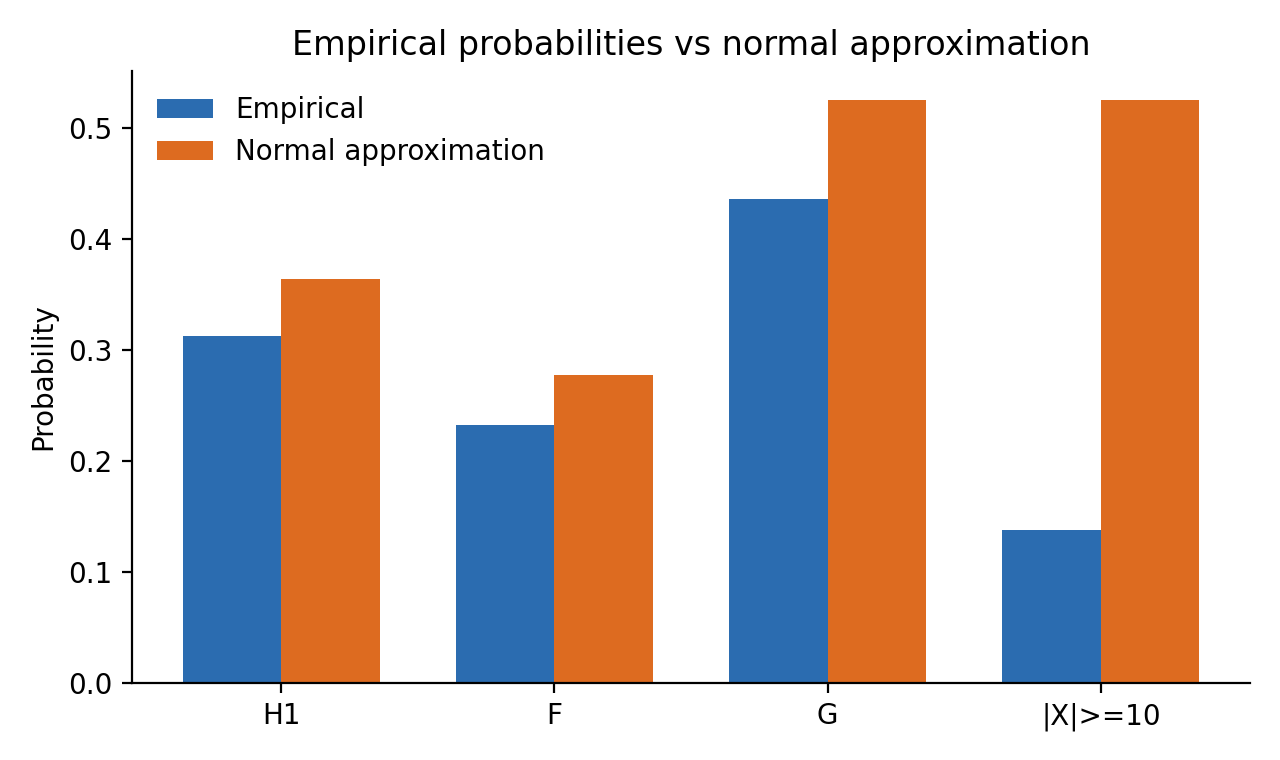 Empirical probabilities vs normal approximation
Empirical
Normal approximation
Probability
0.5
0.4
0.3
0.2
0.1
0.0
H1 F G |X|>=10